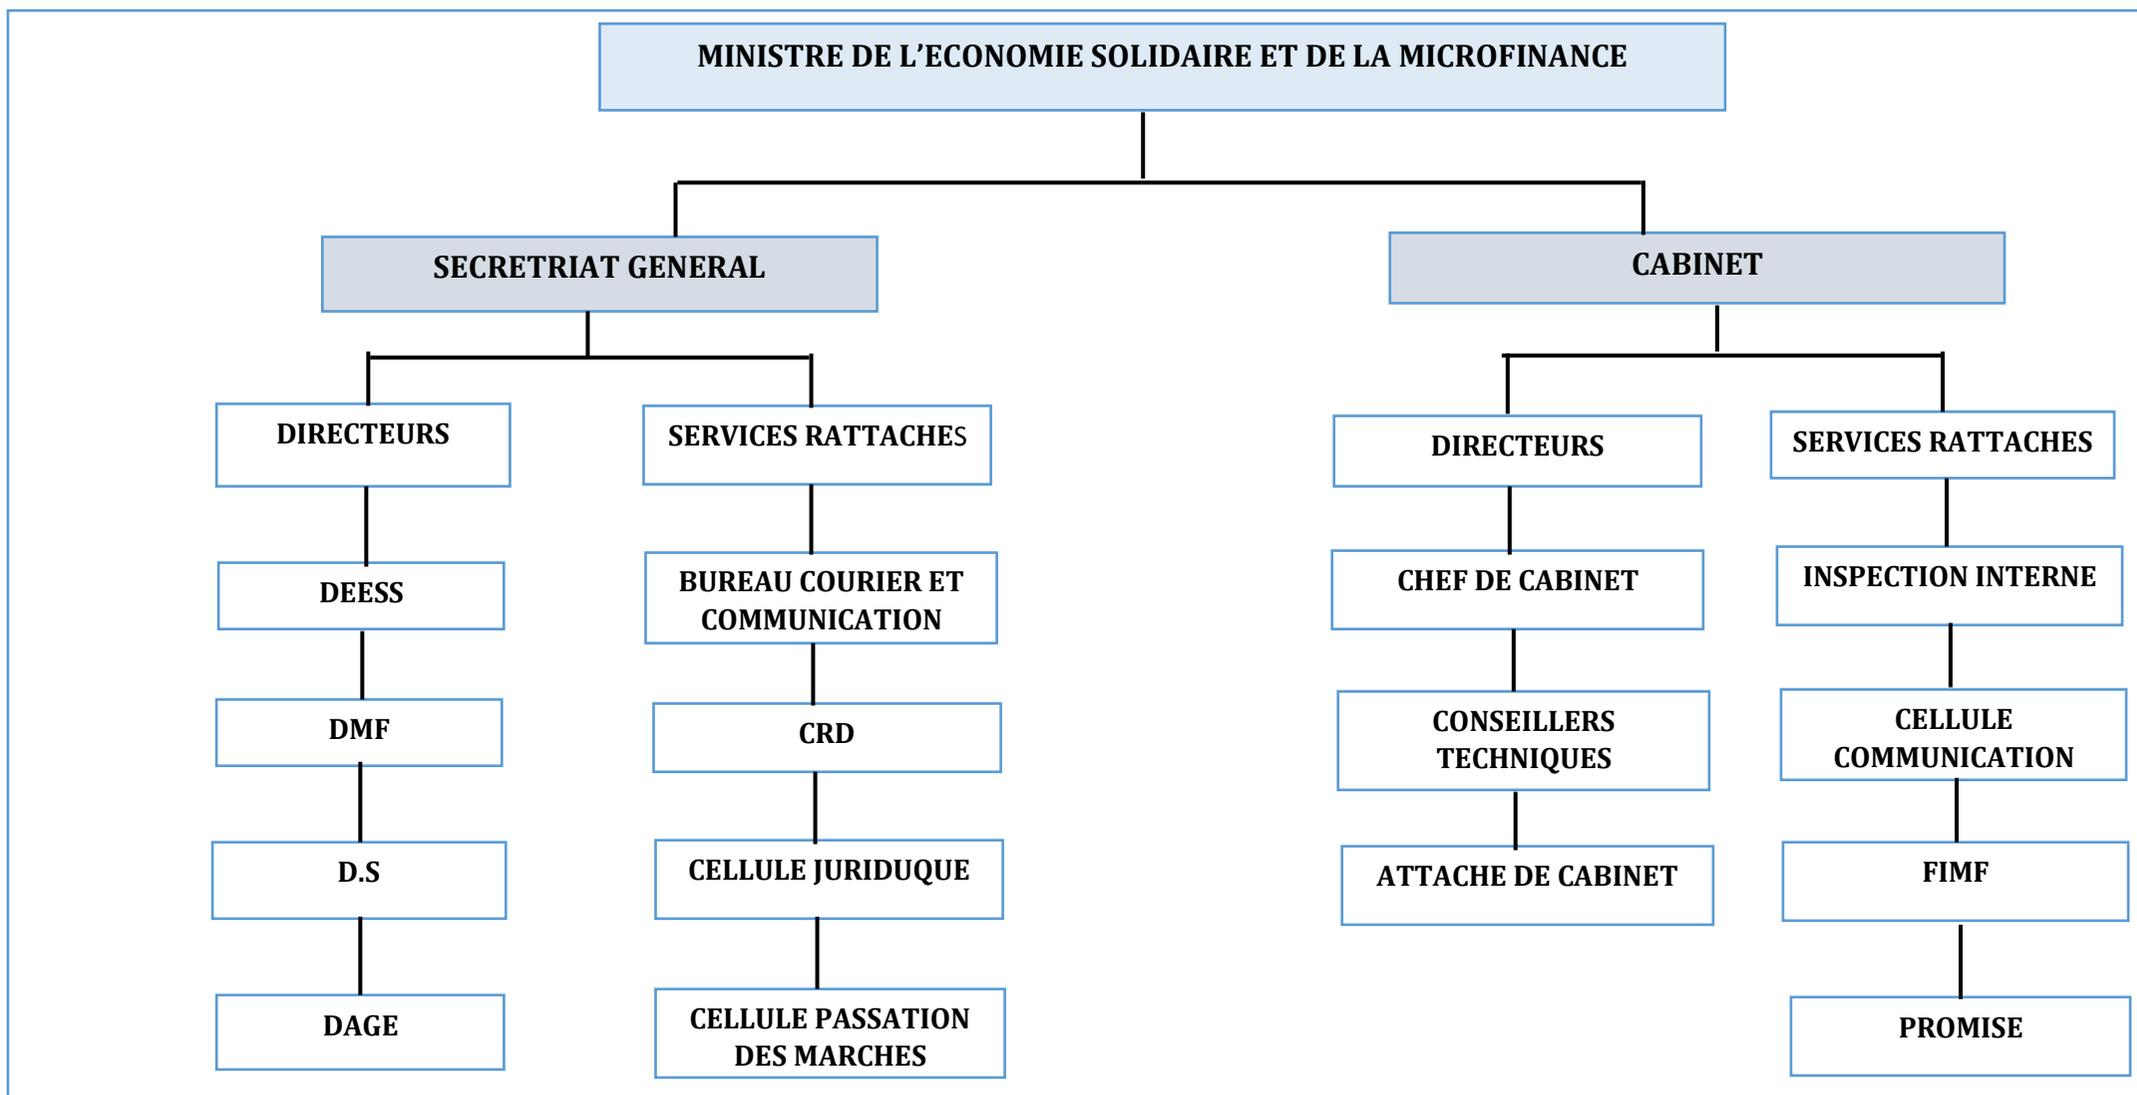 MINISTRE DE L’ECONOMIE SOLIDAIRE ET DE LA MICROFINANCE
SECRETRIAT GENERAL
CABINET
DIRECTEURS
SERVICES RATTACHES
DIRECTEURS
SERVICES RATTACHES
DEESS
BUREAU COURIER ET
COMMUNICATION
CHEF DE CABINET
INSPECTION INTERNE
DMF
CRD
CONSEILLERS
TECHNIQUES
CELLULE
COMMUNICATION
D.S
CELLULE JURIDUQUE
ATTACHE DE CABINET
FIMF
DAGE
CELLULE PASSATION
DES MARCHES
PROMISE